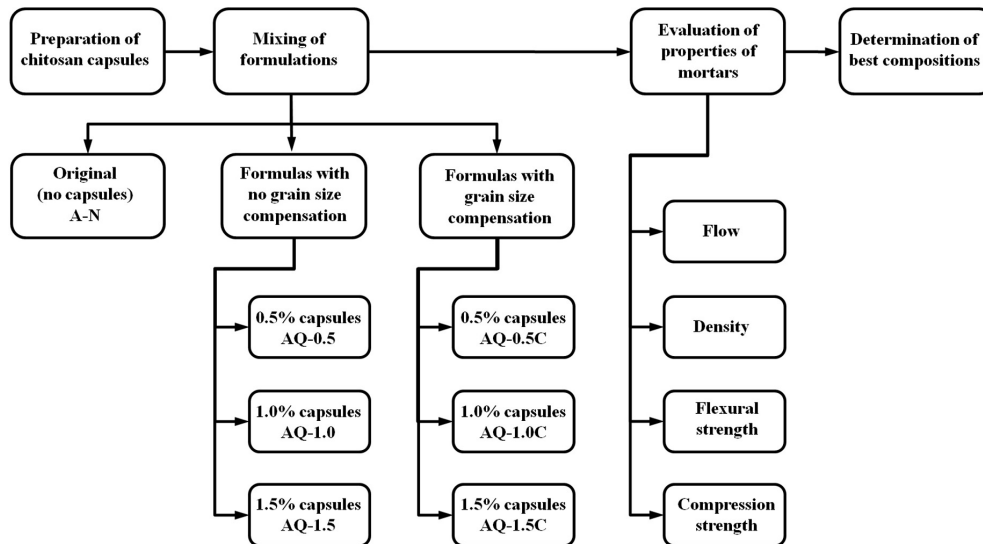 Preparation of
chitosan capsules
Mixing of
formulations
Evaluation of
properties of
mortars
Determination of
best compositions
Original
(no capsules)
A-N
Formulas with
no grain size
compensation
Formulas with
grain size
compensation
0.5% capsules
AQ-0.5
1.0% capsules
AQ-1.0
1.5% capsules
AQ-1.5
0.5% capsules
AQ-0.5C
1.0% capsules
AQ-1.0C
1.5% capsules
AQ-1.5C
Flow
Density
Flexural
strength
Compression
strength